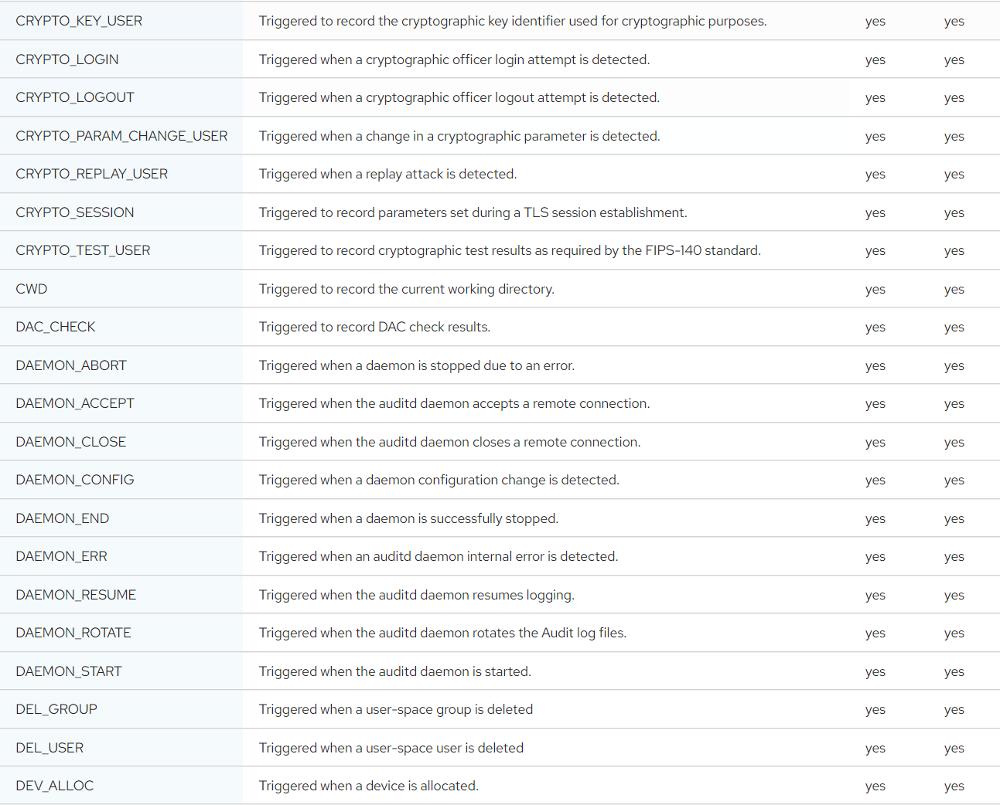 CRYPTO_KEY_USER Triggered to record the cryptographic key identifier used for cryptographic purposes. yes yes
CRYPTO_LOGIN Triggered when a cryptographic officer login attempt is detected. yes yes
CRYPTO_LOGOUT Triggered when a cryptographic officer logout attempt is detected. yes yes
CRYPTO_PARAM_CHANGE_USER Triggered when a change in a cryptographic parameter is detected. yes yes
CRYPTO_REPLAY_USER Triggered when a replay attack is detected. yes yes
CRYPTO_SESSION Triggered to record parameters set during a TLS session establishment. yes yes
CRYPTO_TEST_USER Triggered to record cryptographic test results as required by the FIPS-140 standard. yes yes
CWD Triggered to record the current working directory. yes yes
DAC_CHECK Triggered to record DAC check results. yes yes
DAEMON_ABORT Triggered when a daemon is stopped due to an error. yes yes
DAEMON_ACCEPT Triggered when the auditd daemon accepts a remote connection. yes yes
DAEMON_CLOSE Triggered when the auditd daemon closes a remote connection. yes yes
DAEMON_CONFIG Triggered when a daemon configuration change is detected. yes yes
DAEMON_END Triggered when a daemon is successfully stopped. yes yes
DAEMON_ERR Triggered when an auditd daemon internal error is detected. yes yes
DAEMON_RESUME Triggered when the auditd daemon resumes logging. yes yes
DAEMON_ROTATE Triggered when the auditd daemon rotates the Audit log files. yes yes
DAEMON_START Triggered when the auditd daemon is started. yes yes
DEL_GROUP Triggered when a user-space group is deleted yes yes
DEL_USER Triggered when a user-space user is deleted yes yes
DEV_ALLOC Triggered when a device is allocated. yes yes